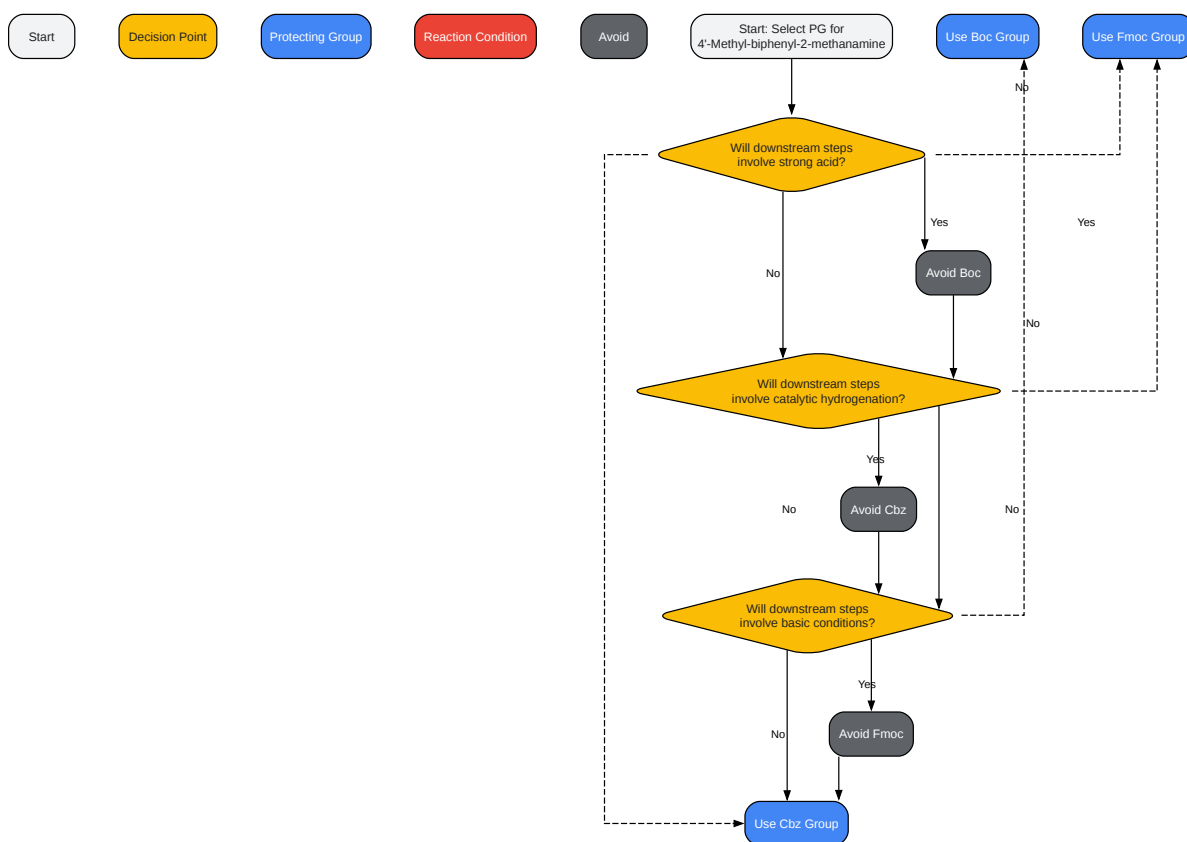 Start
Decision Point
Protecting Group
Reaction Condition
Avoid
Start: Select PG for
4'-Methyl-biphenyl-2-methanamine
Use Boc Group
Use Fmoc Group
No
Will downstream steps
involve strong acid?
Yes
Yes
No
Avoid Boc
No
Will downstream steps
involve catalytic hydrogenation?
Yes
Avoid Cbz
No
No
Will downstream steps
involve basic conditions?
Yes
No
Avoid Fmoc
Use Cbz Group